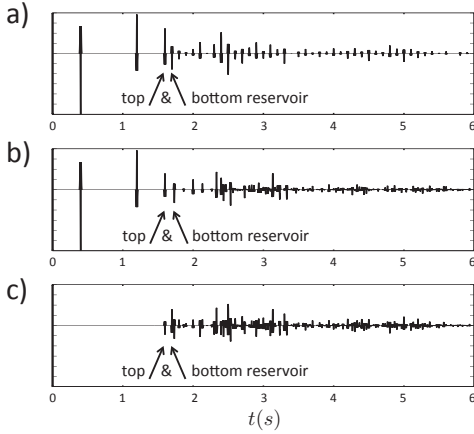 a)
top & bottom reservoir
0 1 2 3 4 5 6
b)
top & bottom reservoir
0 1 2 3 4 5 6
c)
top & bottom reservoir
0 1 2 3 4 5 6
t(s)